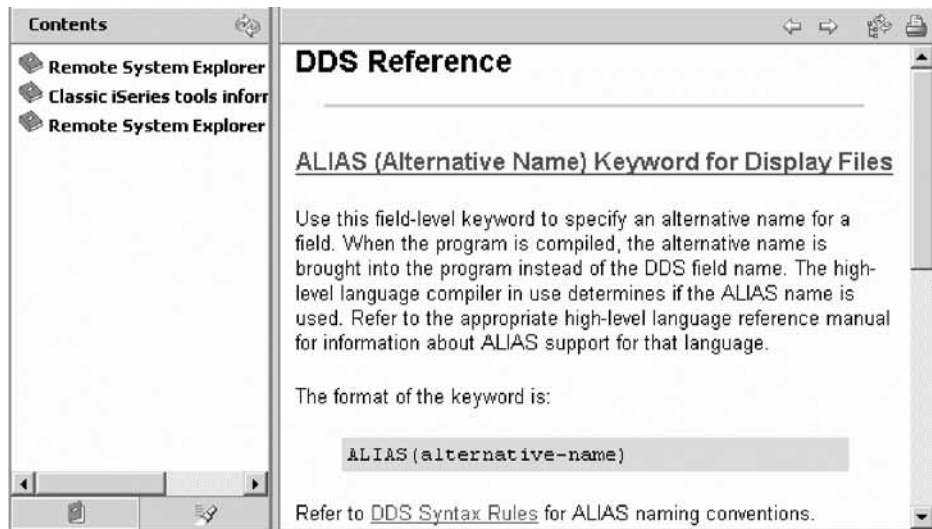 Contents
Remote System Explorer
Classic iSeries tools
Remote System Explorer
DDS Reference
ALIAS (Alternative Name) Keyword for Display Files
Use this field-level keyword to specify an alternative name for a
field. When the program is compiled, the alternative name is
brought into the program instead of the DDS field name. The high-
level language compiler in use determines if the ALIAS name is
used. Refer to the appropriate high-level language reference manual
for information about ALIAS support for that language.
The format of the keyword is:
ALIAS(alternative-name)
Refer to DDS Syntax Rules for ALIAS naming conventions.